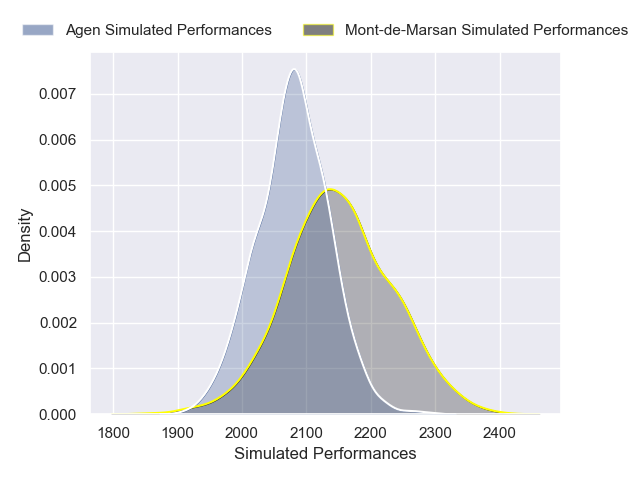 Agen Simulated Performances
Mont-de-Marsan Simulated Performances
Density
0.007
0.006
0.005
0.004
0.003
0.002
0.001
0.000
1800 1900 2000 2100 2200 2300 2400
Simulated Performances